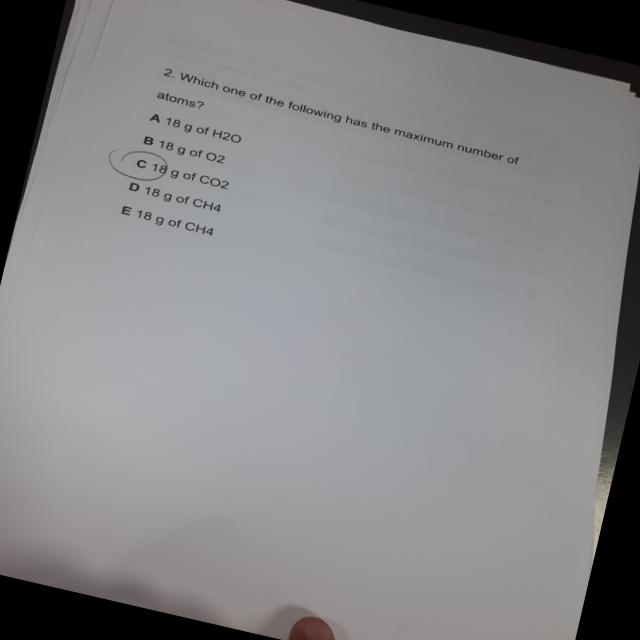 2. Which one of the following has the maximum number of
atoms?
A 18 g of H2O
B 18 g of O2
C 18 g of CO2
D 18 g of CH4
E 18 g of CH4